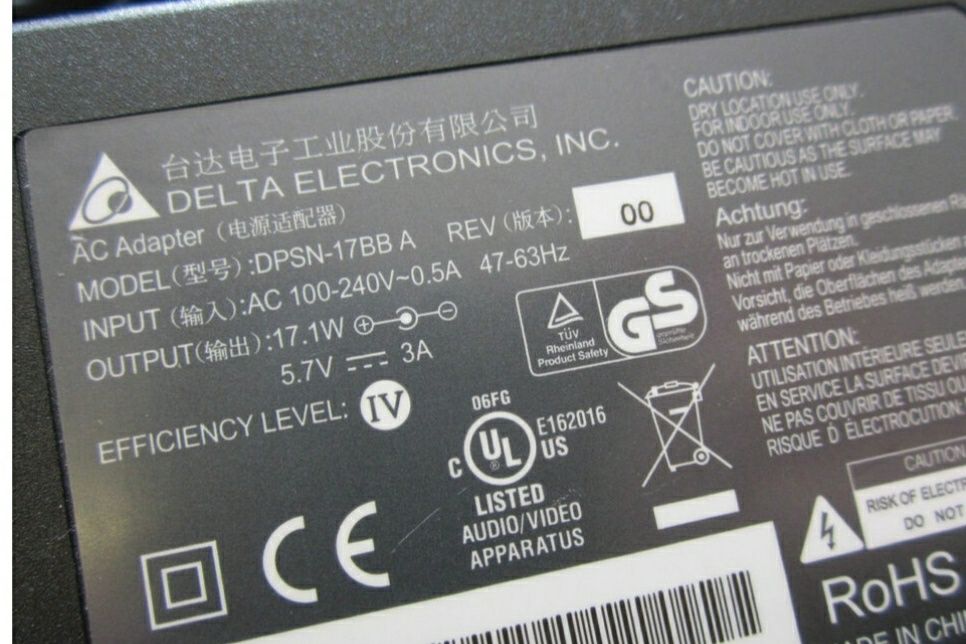 台达电子工业股份有限公司
DELTA ELECTRONICS, INC.
AC Adapter (电源适配器)
MODEL(型号):DPSN-17BB A REV (版本): 00
INPUT (输入):AC 100-240V~0.5A 47-63Hz
OUTPUT(输出):17.1W
5.7V 3A
EFFICIENCY LEVEL: IV
TÜV
Rheinland
Product Safety
GS
geprüfte
Sicherheit
06FG
C UL ® US
E162016
LISTED
AUDIO/VIDEO
APPARATUS
CE
CAUTION:
DRY LOCATION USE ONLY.
FOR INDOOR USE ONLY.
DO NOT COVER WITH CLOTH OR PAPER.
BE CAUTIOUS AS THE SURFACE MAY
BECOME HOT IN USE.
Achtung:
Nur zur Verwendung in geschlossenen
an trockenen Plätzen.
Nicht mit Papier oder Kleidungsstücken
Vorsicht, die Oberflächen des
während des Betriebes heiß werden.
ATTENTION:
UTILISATION INTÉRIEURE
EN SERVICE LA SURFACE
NE PAS COUVRIR DE TISSU
RISQUE D ÉLECTROCUTION:
CAUTION
RISK OF
DO NOT
RoHS
IN